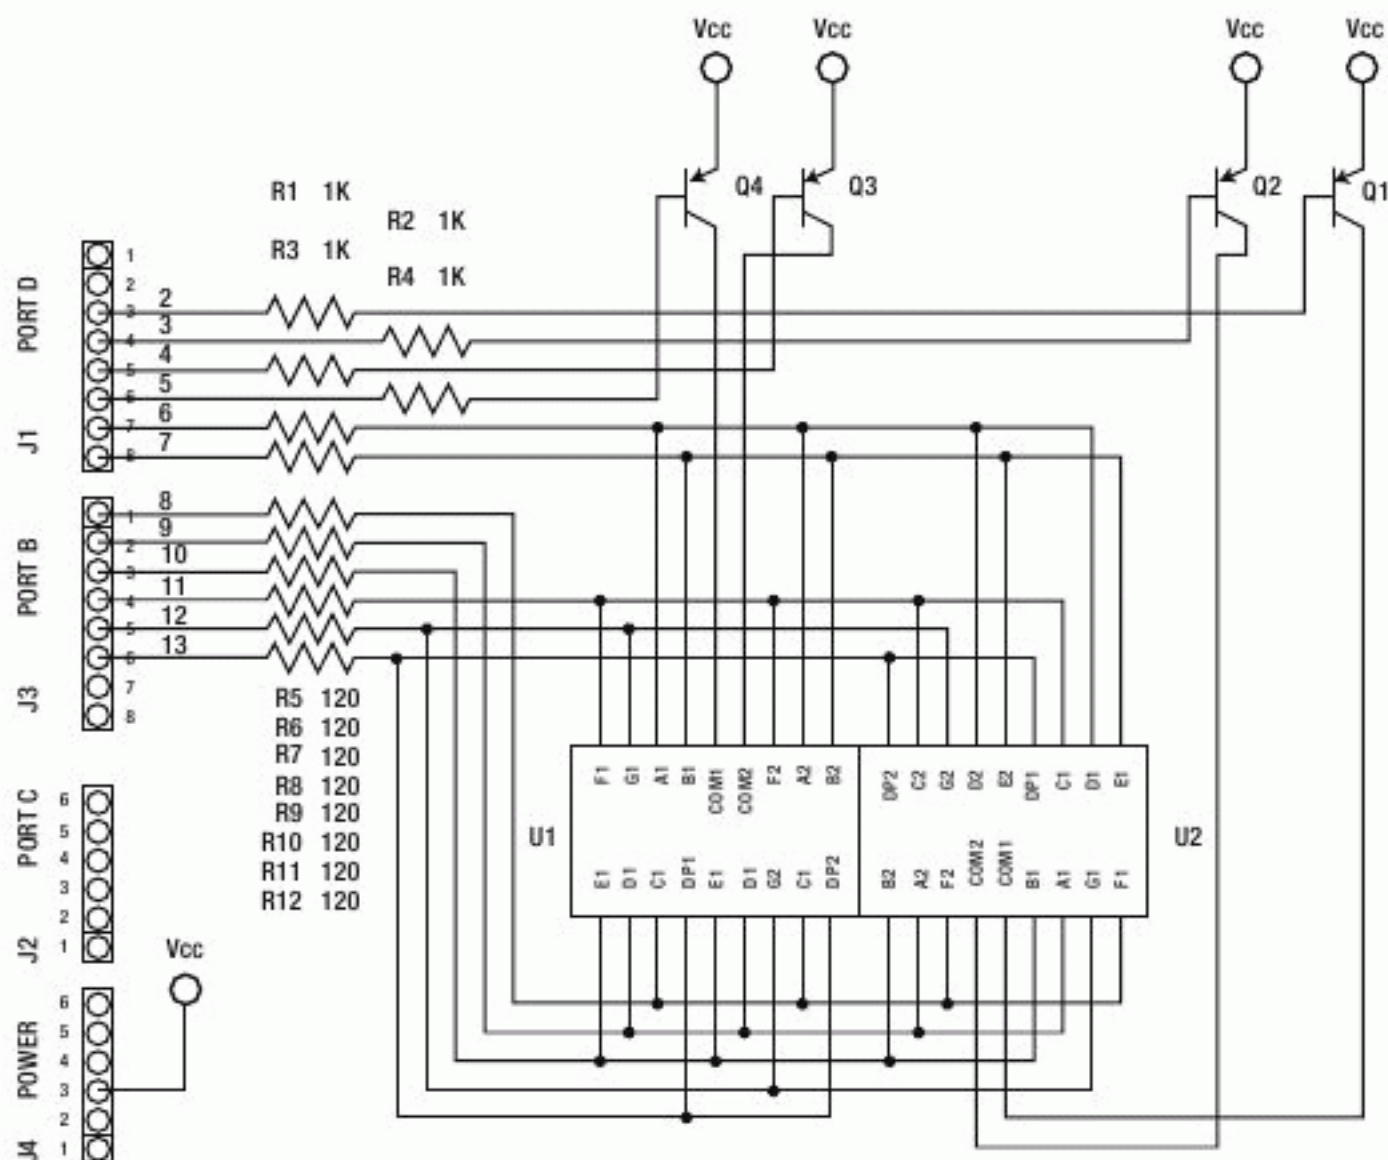 Vcc Vcc Vcc Vcc
Q4 Q3 Q2 Q1
R1 1K
R2 1K
R3 1K
R4 1K
PORT D
J1
1
2
3 2
4 3
5 4
6 5
7 6
8 7
PORT B
J3
1 8
2 9
3 10
4 11
5 12
6 13
7
8
R5 120
R6 120
R7 120
R8 120
R9 120
R10 120
R11 120
R12 120
PORT C
J2
6
5
4
3
2
1
Vcc
POWER
J4
6
5
4
3
2
1
U1
F1 G1 A1 B1 COM1 COM2 F2 A2 B2
E1 D1 C1 DP1 E1 D1 G2 C1 DP2
DP2 C2 G2 D2 E2 DP1 C1 D1 E1
B2 A2 F2 COM2 COM1 B1 A1 G1 F1
U2